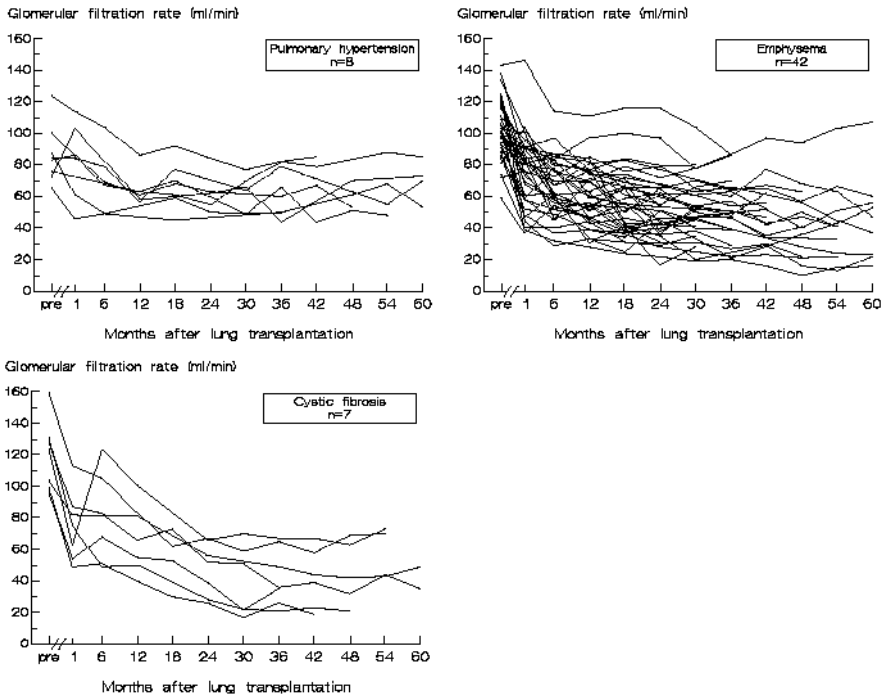 Glomerular filtration rate (ml/min)
Pulmonary hypertension
n=8
160
140
120
100
80
60
40
20
0
pre 1 6 12 18 24 30 36 42 48 54 60
Months after lung transplantation
Glomerular filtration rate (ml/min)
Emphysema
n=42
160
140
120
100
80
60
40
20
0
pre 1 6 12 18 24 30 36 42 48 54 60
Months after lung transplantation
Glomerular filtration rate (ml/min)
Cystic fibrosis
n=7
160
140
120
100
80
60
40
20
0
pre 1 6 12 18 24 30 36 42 48 54 60
Months after lung transplantation